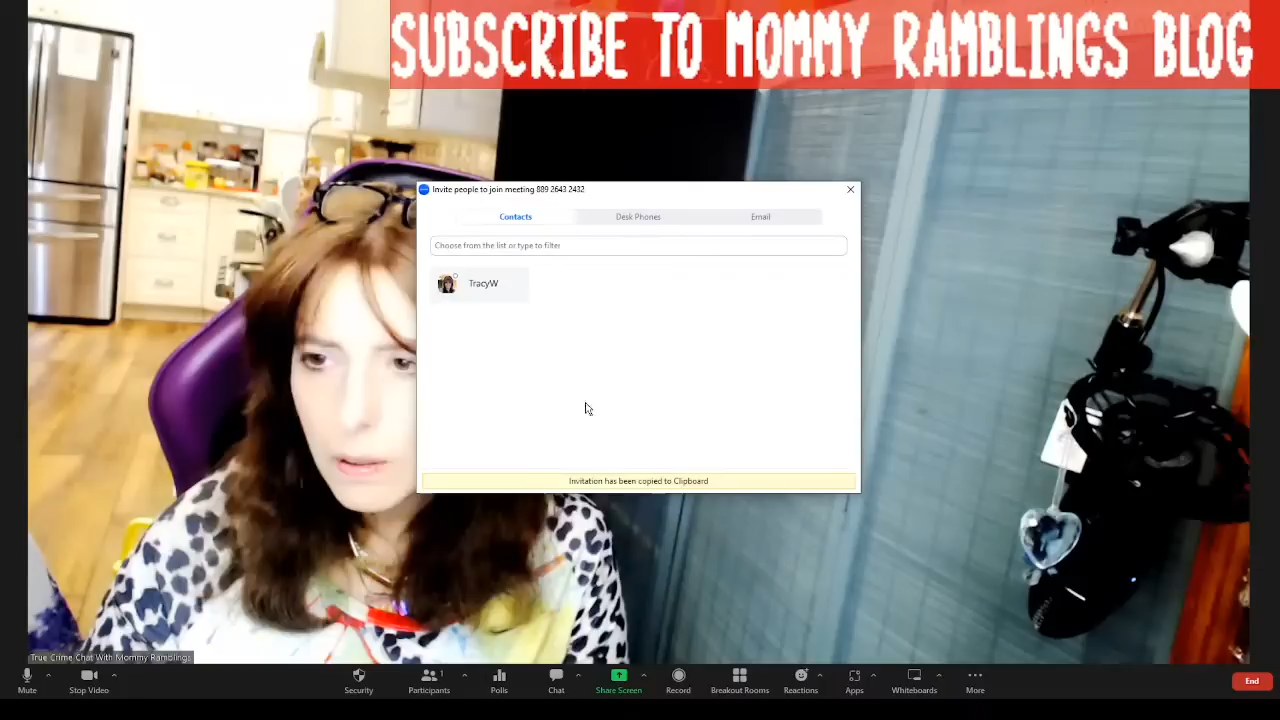 SUBSCRIBE TO MOMMY RAMBLINGS BLOG
Invite people to join meeting 889 2643 2432
Contacts
Desk Phones
Email
Choose from the list or type to filter
TracyW
Invitation has been copied to Clipboard
True Crime Chat With Mommy Ramblings
1
Mute
Stop Video
Security
Participants
Polls
Chat
Share Screen
Record
Breakout Rooms
Reactions
Apps
Whiteboards
More
End